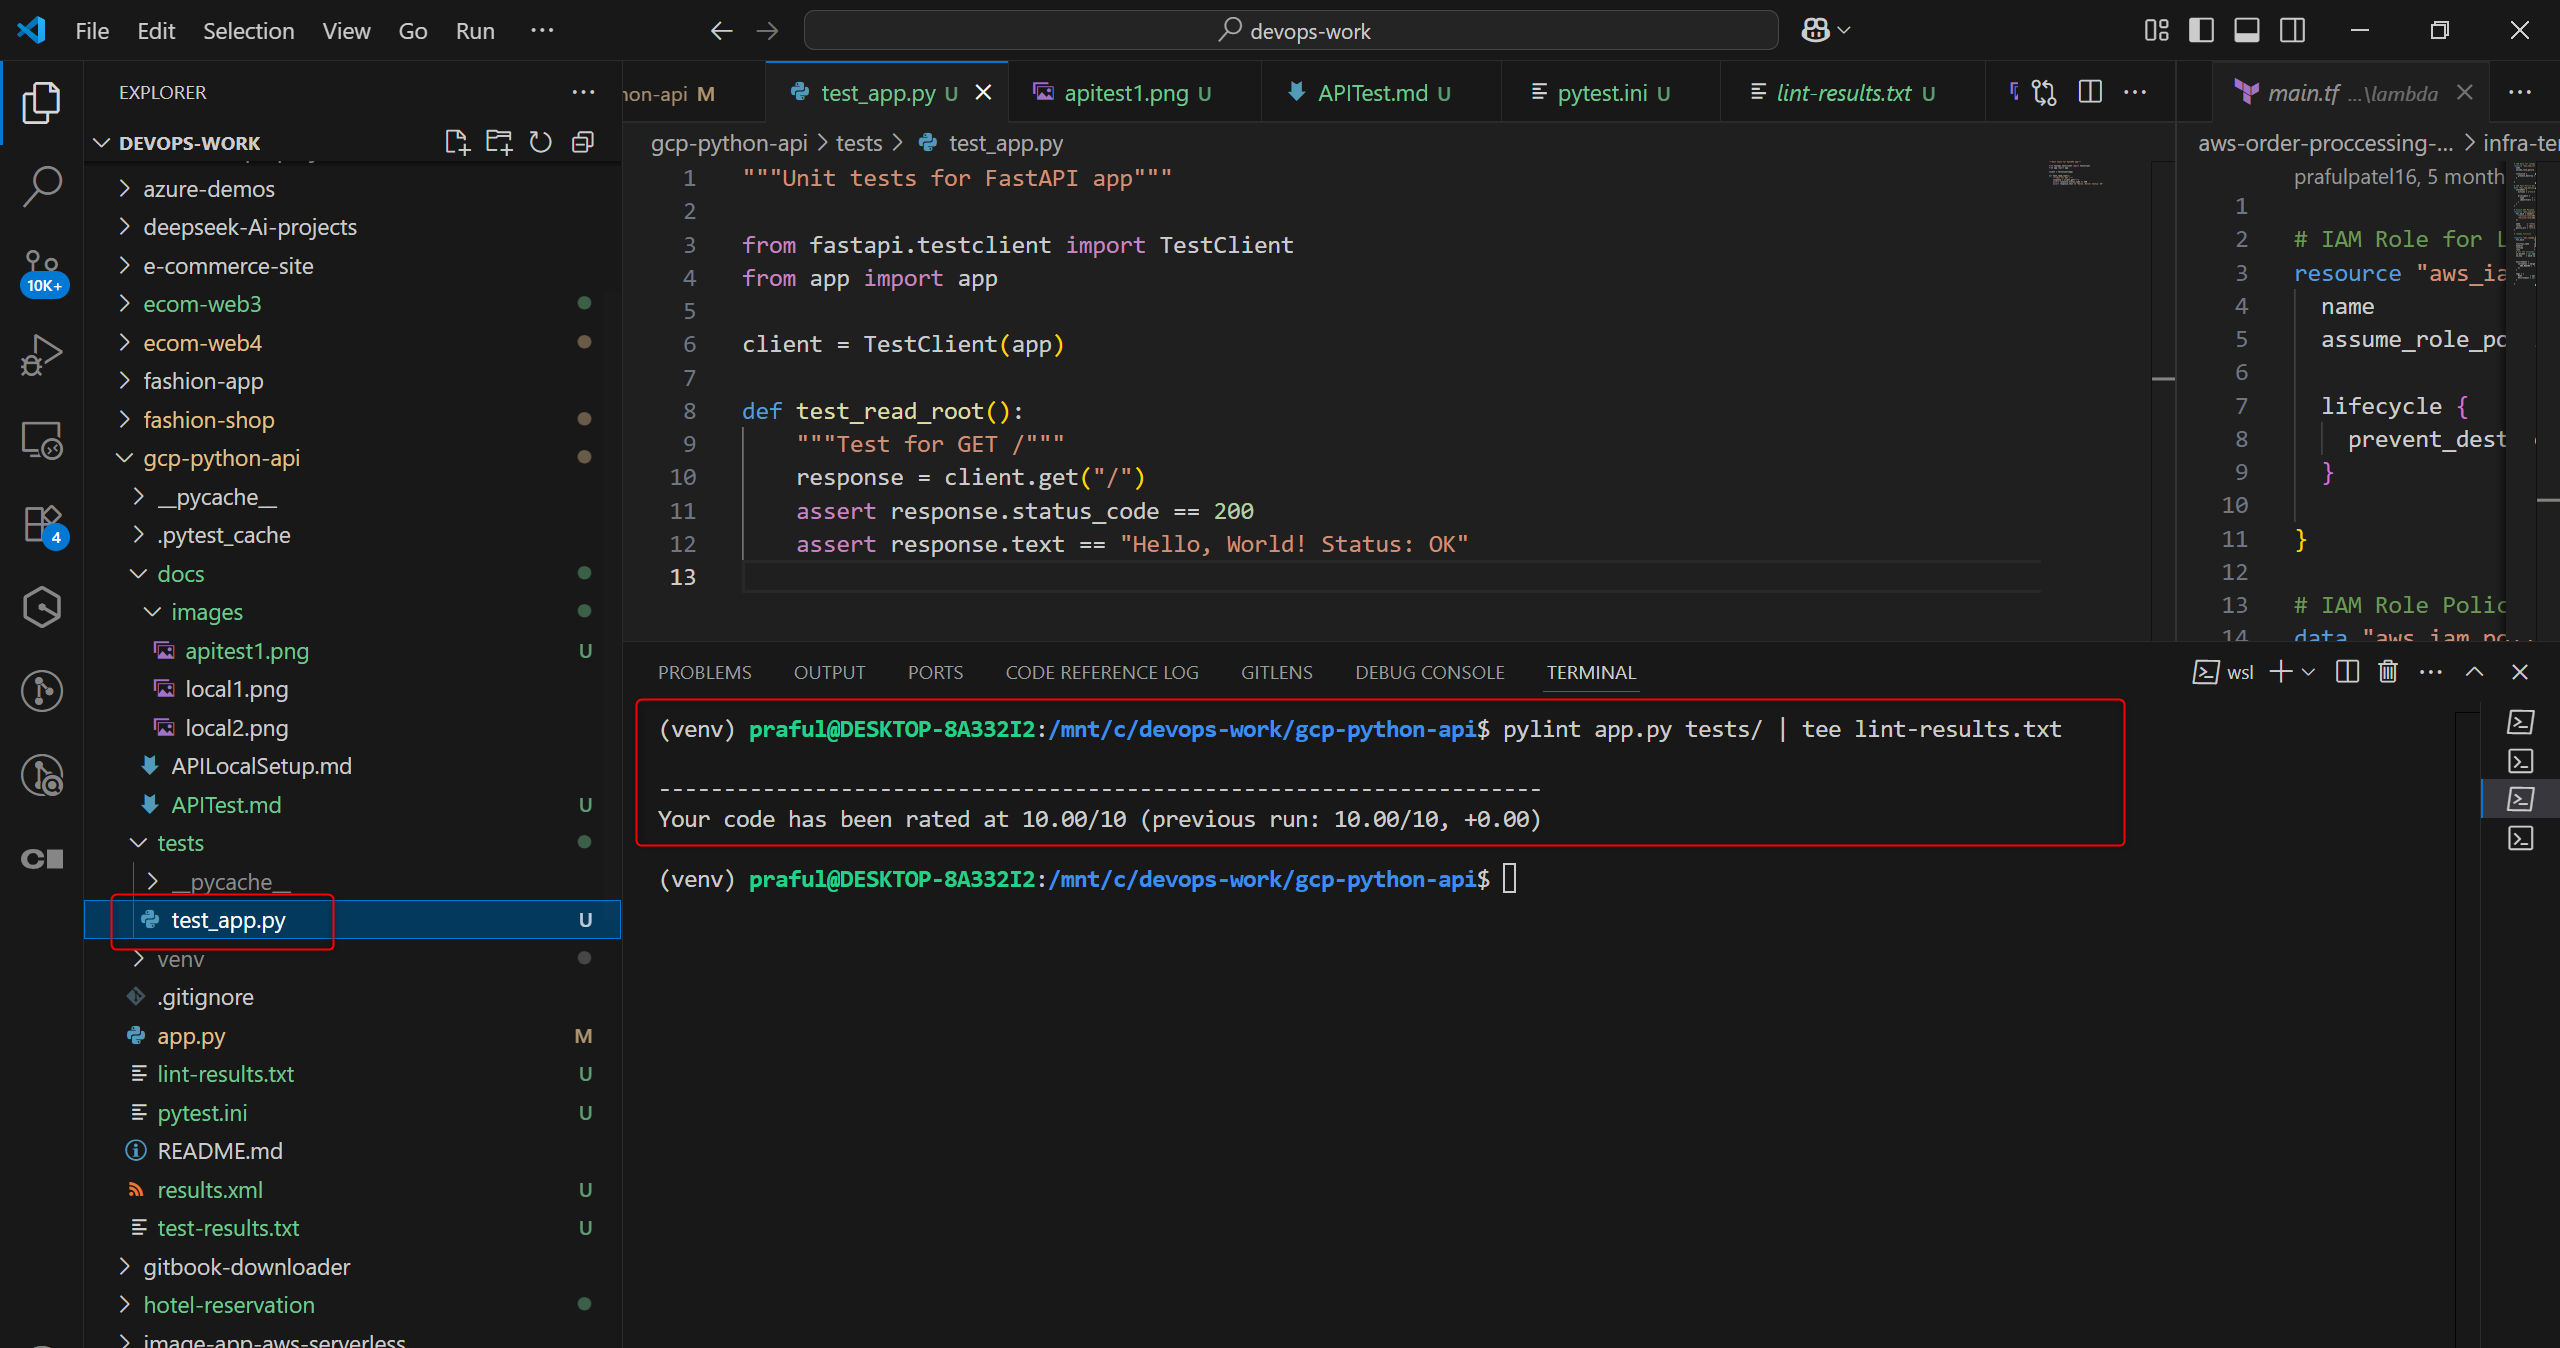 File Edit Selection View Go Run ··· devops-work
EXPLORER
DEVOPS-WORK
azure-demos
deepseek-Ai-projects
e-commerce-site
ecom-web3
ecom-web4
fashion-app
fashion-shop
gcp-python-api
__pycache__
.pytest_cache
docs
images
apitest1.png U
local1.png
local2.png
APILocalSetup.md
APITest.md U
tests
__pycache__
test_app.py U
venv
.gitignore
app.py M
lint-results.txt U
pytest.ini U
README.md
results.xml U
test-results.txt U
gitbook-downloader
hotel-reservation
image-app-aws-serverless
10K+
4
non-api M test_app.py U apitest1.png U APITest.md U pytest.ini U lint-results.txt U
gcp-python-api > tests > test_app.py
1 """Unit tests for FastAPI app"""
2
3 from fastapi.testclient import TestClient
4 from app import app
5
6 client = TestClient(app)
7
8 def test_read_root():
9 """Test for GET /"""
10 response = client.get("/")
11 assert response.status_code == 200
12 assert response.text == "Hello, World! Status: OK"
13
main.tf ...\lambda
aws-order-proccessing-... > infra-ter
prafulpatel16, 5 month
1
2 # IAM Role for L
3 resource "aws_ia
4 name
5 assume_role_po
6
7 lifecycle {
8 prevent_dest
9 }
10
11 }
12
13 # IAM Role Polic
14 data "aws_iam_po
PROBLEMS OUTPUT PORTS CODE REFERENCE LOG GITLENS DEBUG CONSOLE TERMINAL wsl
(venv) praful@DESKTOP-8A332I2:/mnt/c/devops-work/gcp-python-api$ pylint app.py tests/ | tee lint-results.txt
--------------------------------------------------------------------
Your code has been rated at 10.00/10 (previous run: 10.00/10, +0.00)
(venv) praful@DESKTOP-8A332I2:/mnt/c/devops-work/gcp-python-api$